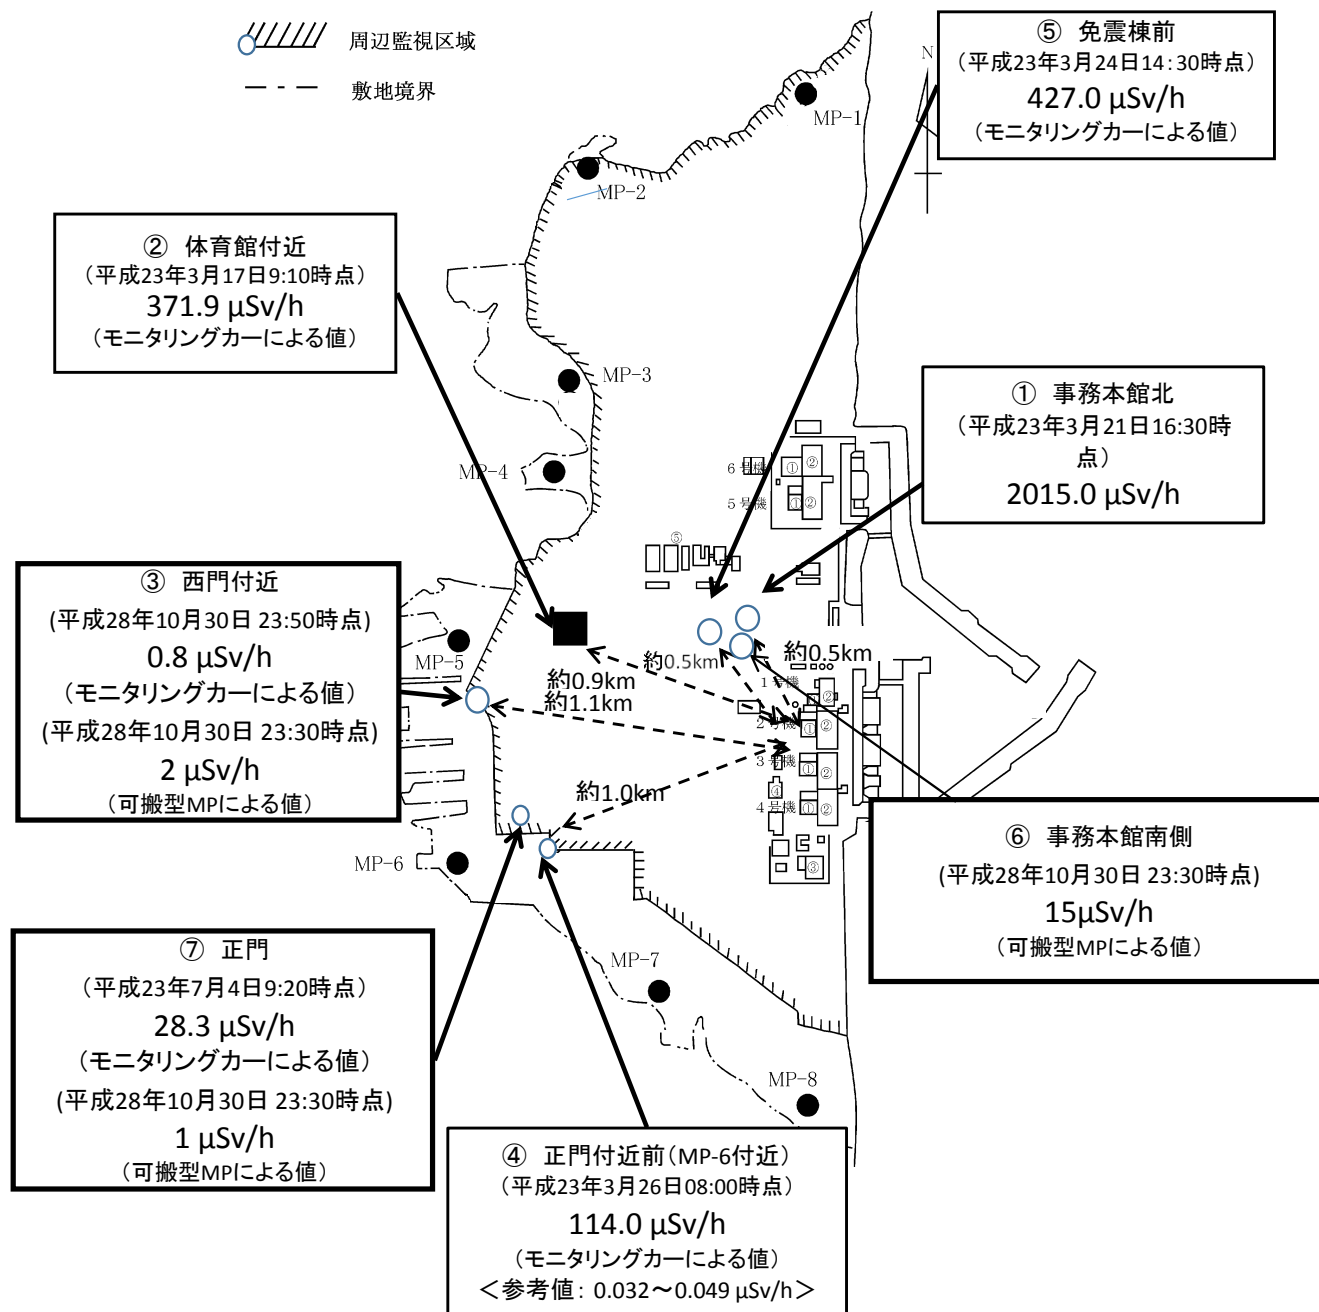 周辺監視区域
敷地境界
⑤ 免震棟前
(平成23年3月24日14:30時点)
427.0 μSv/h
(モニタリングカーによる値)
N
MP-1
MP-2
② 体育館付近
(平成23年3月17日9:10時点)
371.9 μSv/h
(モニタリングカーによる値)
MP-3
① 事務本館北
(平成23年3月21日16:30時
点)
2015.0 μSv/h
MP-4
6号機
① ②
5号機
① ②
⑤
③ 西門付近
(平成28年10月30日 23:50時点)
0.8 μSv/h
(モニタリングカーによる値)
(平成28年10月30日 23:30時点)
2 μSv/h
(可搬型MPによる値)
MP-5
約0.5km
約0.5km
約0.9km
約1.1km
1号機
②
2号機
① ②
3号機
① ②
④
4号機
① ②
③
約1.0km
⑥ 事務本館南側
(平成28年10月30日 23:30時点)
15μSv/h
(可搬型MPによる値)
MP-6
⑦ 正門
(平成23年7月4日9:20時点)
28.3 μSv/h
(モニタリングカーによる値)
(平成28年10月30日 23:30時点)
1 μSv/h
(可搬型MPによる値)
MP-7
MP-8
④ 正門付近前(MP-6付近)
(平成23年3月26日08:00時点)
114.0 μSv/h
(モニタリングカーによる値)
<参考値: 0.032~0.049 μSv/h>